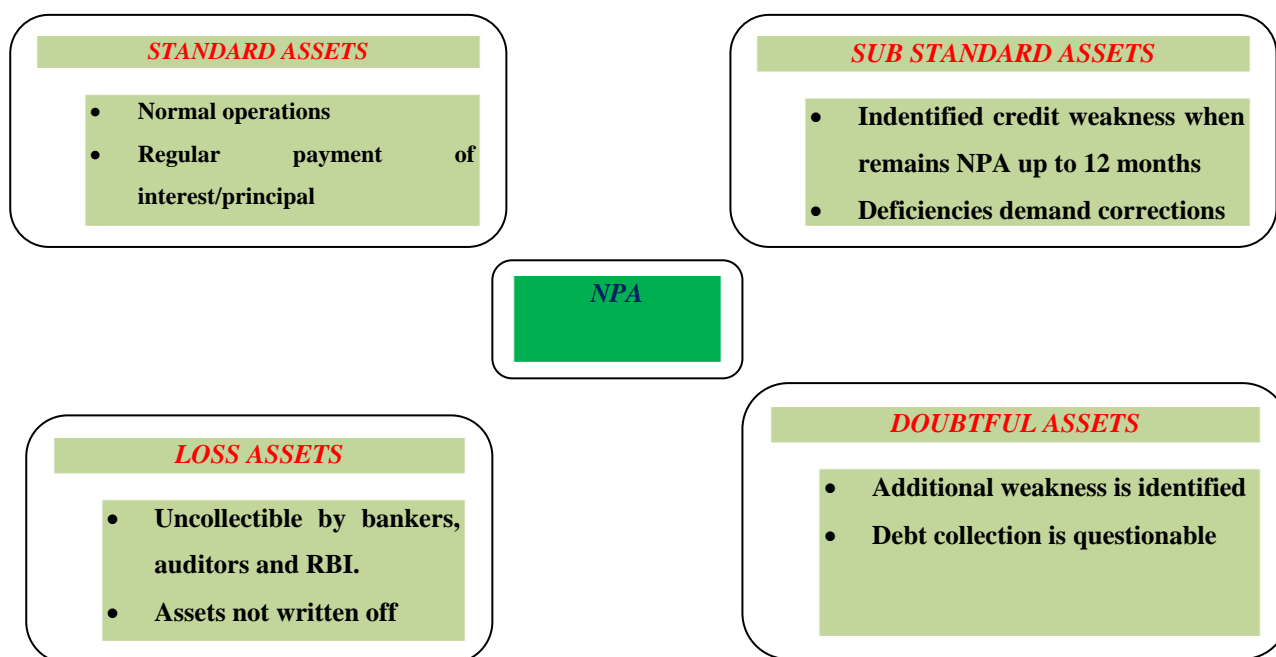 STANDARD ASSETS
• Normal operations
• Regular payment of
interest/principal
SUB STANDARD ASSETS
• Indentified credit weakness when
remains NPA up to 12 months
• Deficiencies demand corrections
NPA
LOSS ASSETS
• Uncollectible by bankers,
auditors and RBI.
• Assets not written off
DOUBTFUL ASSETS
• Additional weakness is identified
• Debt collection is questionable